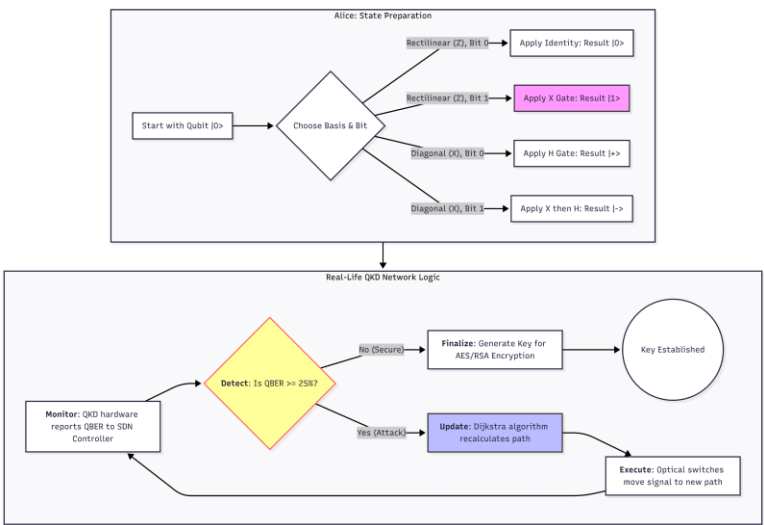 Alice: State Preparation
Rectilinear (Z), Bit 0
Apply Identity: Result |0>
Start with Qubit |0>
Choose Basis & Bit
Rectilinear (Z), Bit 1
Apply X Gate: Result |1>
Diagonal (X), Bit 0
Apply H Gate: Result |+>
Diagonal (X), Bit 1
Apply X then H: Result |->
Real-Life QKD Network Logic
Monitor: QKD hardware
reports QBER to SDN
Controller
Detect: Is QBER >= 25%?
No (Secure)
Finalize: Generate Key for
AES/RSA Encryption
Key Established
Yes (Attack)
Update: Dijkstra algorithm
recalculates path
Execute: Optical switches
move signal to new path